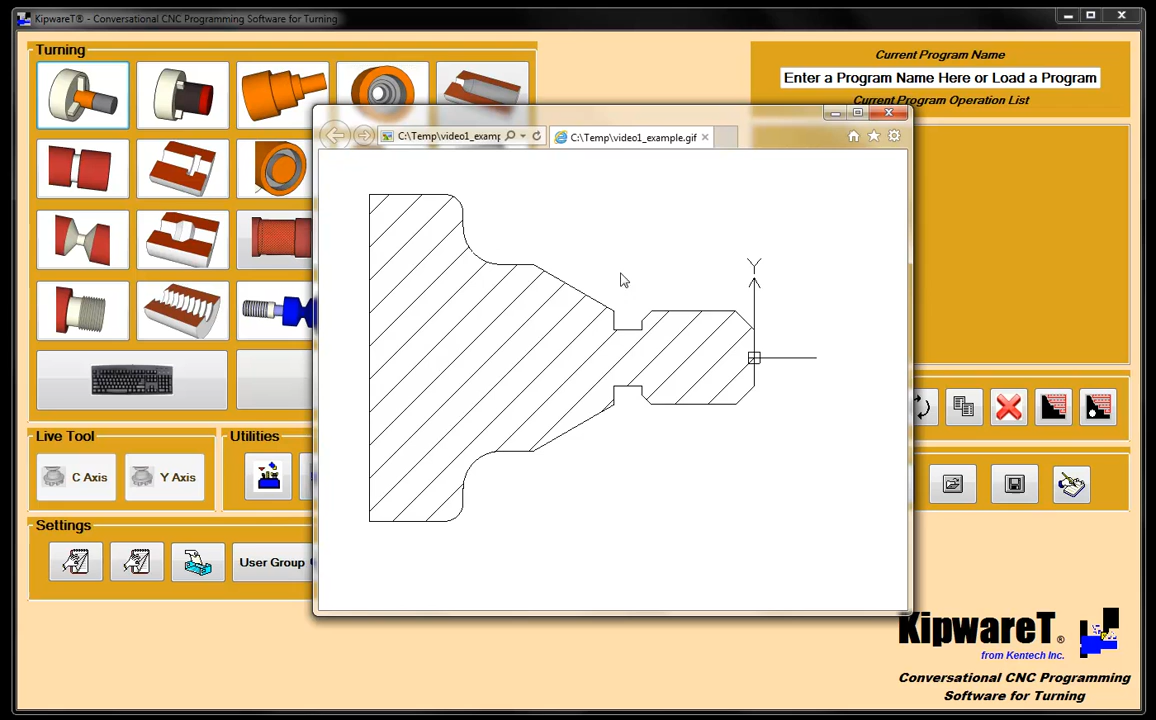 KipwareT® - Conversational CNC Programming Software for Turning
Turning
Current Program Name
Enter a Program Name Here or Load a Program
Current Program Operation List
C:\Temp\video1_examp
C:\Temp\video1_example.gif
Y
Live Tool
C Axis
Y Axis
Utilities
Settings
User Group
KipwareT®
from Kentech Inc.
Conversational CNC Programming
Software for Turning